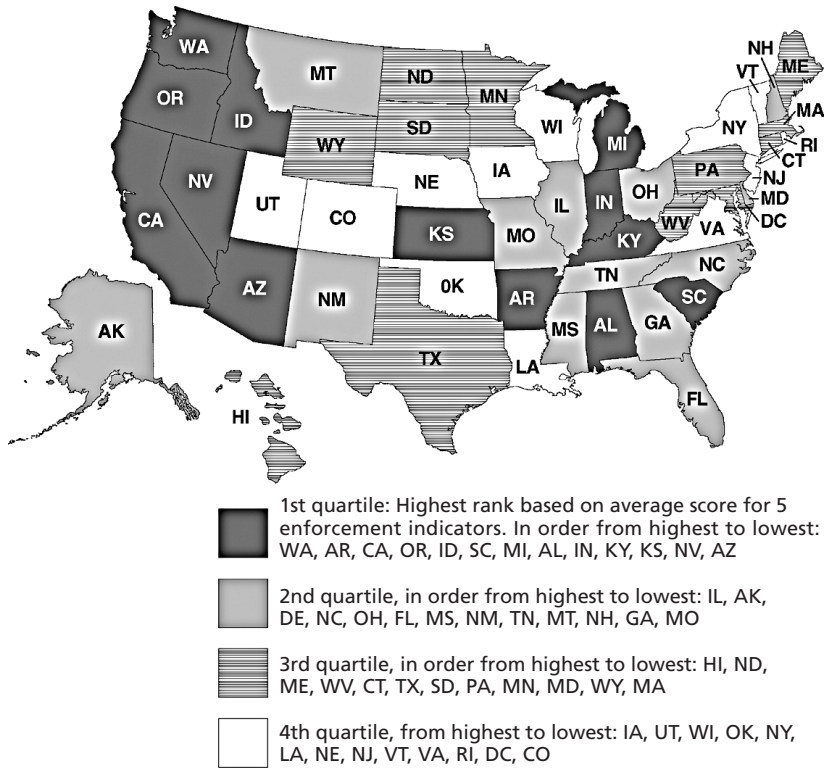 NH
WA
VT
ME
MT
ND
MN
OR
MA
ID
SD
WI
NY
MI
RI
WY
CT
PA
IA
NJ
NE
NV
OH
MD
IL
IN
UT
DC
WV
CO
VA
CA
KS
MO
KY
NC
TN
0K
AZ
NM
AR
SC
MS
AL
GA
AK
TX
LA
FL
HI
1st quartile: Highest rank based on average score for 5
enforcement indicators. In order from highest to lowest:
WA, AR, CA, OR, ID, SC, MI, AL, IN, KY, KS, NV, AZ
2nd quartile, in order from highest to lowest: IL, AK,
DE, NC, OH, FL, MS, NM, TN, MT, NH, GA, MO
3rd quartile, in order from highest to lowest: HI, ND,
ME, WV, CT, TX, SD, PA, MN, MD, WY, MA
4th quartile, from highest to lowest: IA, UT, WI, OK, NY,
LA, NE, NJ, VT, VA, RI, DC, CO